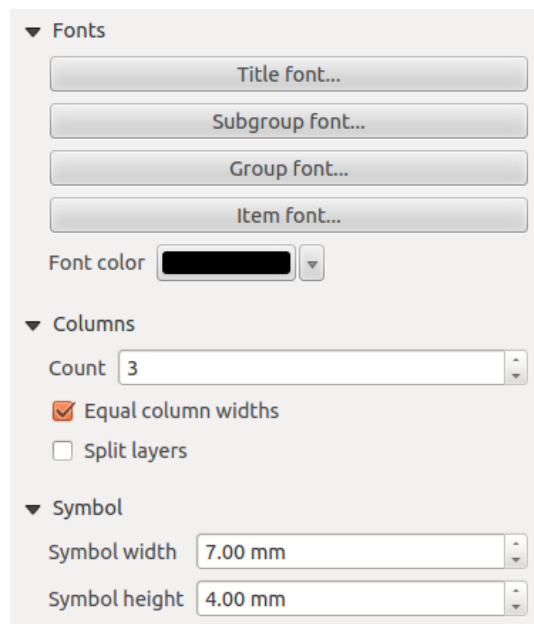 Fonts
Title font...
Subgroup font...
Group font...
Item font...
Font color
Columns
Count 3
Equal column widths
Split layers
Symbol
Symbol width 7.00 mm
Symbol height 4.00 mm